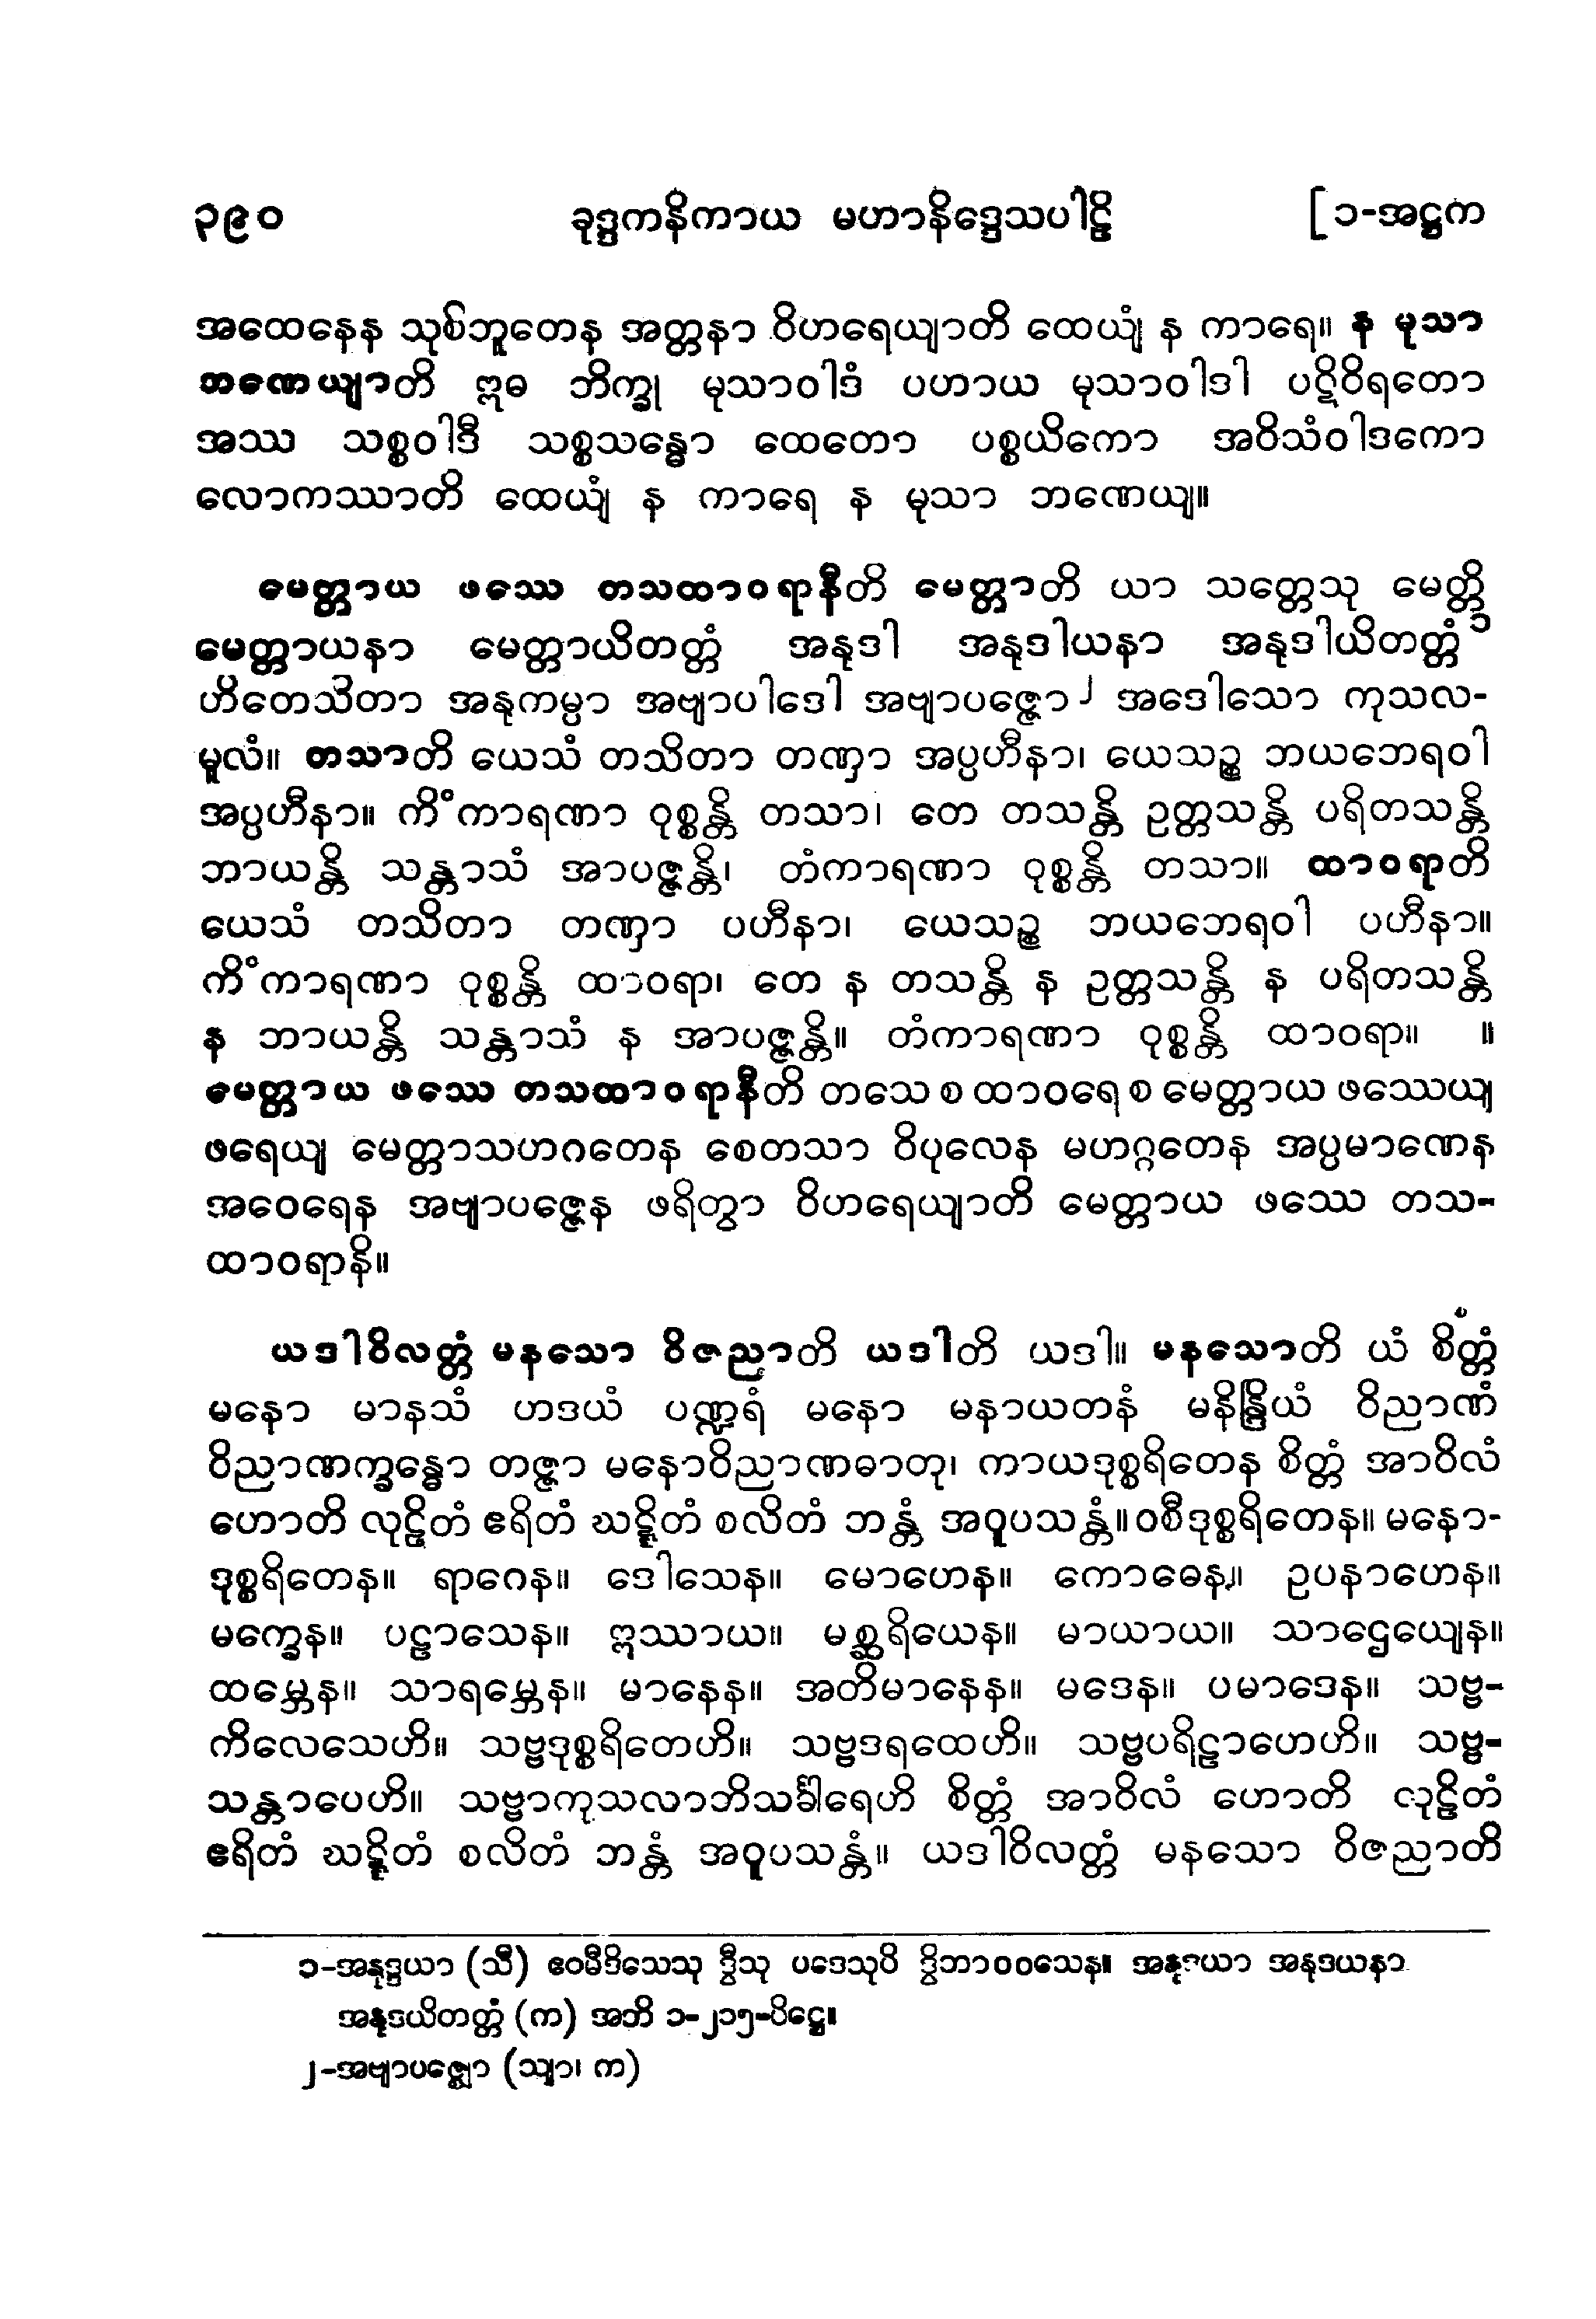 ၃၉၀ ခုဒ္ဒကနိကာယ မဟာနိဒ္ဒေသပါဠိ [၁-အဋ္ဌက
အထေနေန သုစိဘူတေန အတ္တနာ ဝိဟရေယျာတိ ထေယျံ န ကာရေ။ န မုသာ
ဘဏေယျာတိ ဣဓ ဘိက္ခု မုသာဝါဒံ ပဟာယ မုသာဝါဒါ ပဋိဝိရတော
အဿ သစ္စဝါဒီ သစ္စသန္ဓော ထေတော ပစ္စယိကော အဝိသံဝါဒကော
လောကဿာတိ ထေယျံ န ကာရေ န မုသာ ဘဏေယျ။
မေတ္တာယ ဖဿေ တသထာဝရာနီတိ မေတ္တာတိ ယာ သတ္တေသု မေတ္တိ
မေတ္တာယနာ မေတ္တာယိတတ္တံ အနုဒါ အနုဒါယနာ အနုဒါယိတတ္တံ ၁
ဟိတေသိတာ အနုကမ္ပာ အဗျာပါဒေါ အဗျာပဇ္ဇော ၂ အဒေါသော ကုသလ-
မူလံ။ တသာတိ ယေသံ တသိတာ တဏှာ အပ္ပဟီနာ၊ ယေသဉ္စ ဘယဘေရဝါ
အပ္ပဟီနာ။ ကိံကာရဏာ ဝုစ္စန္တိ တသာ၊ တေ တသန္တိ ဥတ္တသန္တိ ပရိတသန္တိ
ဘာယန္တိ သန္တာသံ အာပဇ္ဇန္တိ၊ တံကာရဏာ ဝုစ္စန္တိ တသာ။ ထာဝရာတိ
ယေသံ တသိတာ တဏှာ ပဟီနာ၊ ယေသဉ္စ ဘယဘေရဝါ ပဟီနာ။
ကိံကာရဏာ ဝုစ္စန္တိ ထာဝရာ၊ တေ န တသန္တိ န ဥတ္တသန္တိ န ပရိတသန္တိ
န ဘာယန္တိ သန္တာသံ န အာပဇ္ဇန္တိ။ တံကာရဏာ ဝုစ္စန္တိ ထာဝရာ။ ။
မေတ္တာယ ဖဿေ တသထာဝရာနီတိ တသေ စ ထာဝရေ စ မေတ္တာယ ဖဿေယျ
ဖရေယျ မေတ္တာသဟဂတေန စေတသာ ဝိပုလေန မဟဂ္ဂတေန အပ္ပမာဏေန
အဝေရေန အဗျာပဇ္ဇေန ဖရိတွာ ဝိဟရေယျာတိ မေတ္တာယ ဖဿေ တသ-
ထာဝရာနိ။
ယဒါဝိလတ္တံ မနသော ဝိဇညာတိ ယဒါတိ ယဒါ။ မနသောတိ ယံ စိတ္တံ
မနော မာနသံ ဟဒယံ ပဏ္ဍရံ မနော မနာယတနံ မနိန္ဒြိယံ ဝိညာဏံ
ဝိညာဏက္ခန္ဓော တဇ္ဇာ မနောဝိညာဏဓာတု၊ ကာယဒုစ္စရိတေန စိတ္တံ အာဝိလံ
ဟောတိ လုဠိတံ ဧရိတံ ဃဋ္ဋိတံ စလိတံ ဘန္တံ အဝူပသန္တံ။ ဝစီဒုစ္စရိတေန။ မနော-
ဒုစ္စရိတေန။ ရာဂေန။ ဒေါသေန။ မောဟေန။ ကောဓေန။ ဥပနာဟေန။
မက္ခေန။ ပဠာသေန။ ဣဿာယ။ မစ္ဆရိယေန။ မာယာယ။ သာဌေယျေန။
ထမ္ဘေန။ သာရမ္ဘေန။ မာနေန။ အတိမာနေန။ မဒေန။ ပမာဒေန။ သဗ္ဗ-
ကိလေသေဟိ။ သဗ္ဗဒုစ္စရိတေဟိ။ သဗ္ဗဒရထေဟိ။ သဗ္ဗပရိဠာဟေဟိ။ သဗ္ဗ-
သန္တာပေဟိ။ သဗ္ဗာကုသလာဘိသင်္ခါရေဟိ စိတ္တံ အာဝိလံ ဟောတိ လုဠိတံ
ဧရိတံ ဃဋ္ဋိတံ စလိတံ ဘန္တံ အဝူပသန္တံ။ ယဒါဝိလတ္တံ မနသော ဝိဇညာတိ
၁-အနုဒ္ဒယာ (သီ) ဧဝမီဒိသေသု ဒွီသု ပဒေသုပိ ဒွိဘာဝဝသေန။ အနုဒယာ အနုဒယနာ
အနုဒယိတတ္တံ (က) အဘိ ၁-၂၁၅-ပိဋ္ဌေ။
၂-အဗျာပဇ္ဈော (သျာ၊ က)